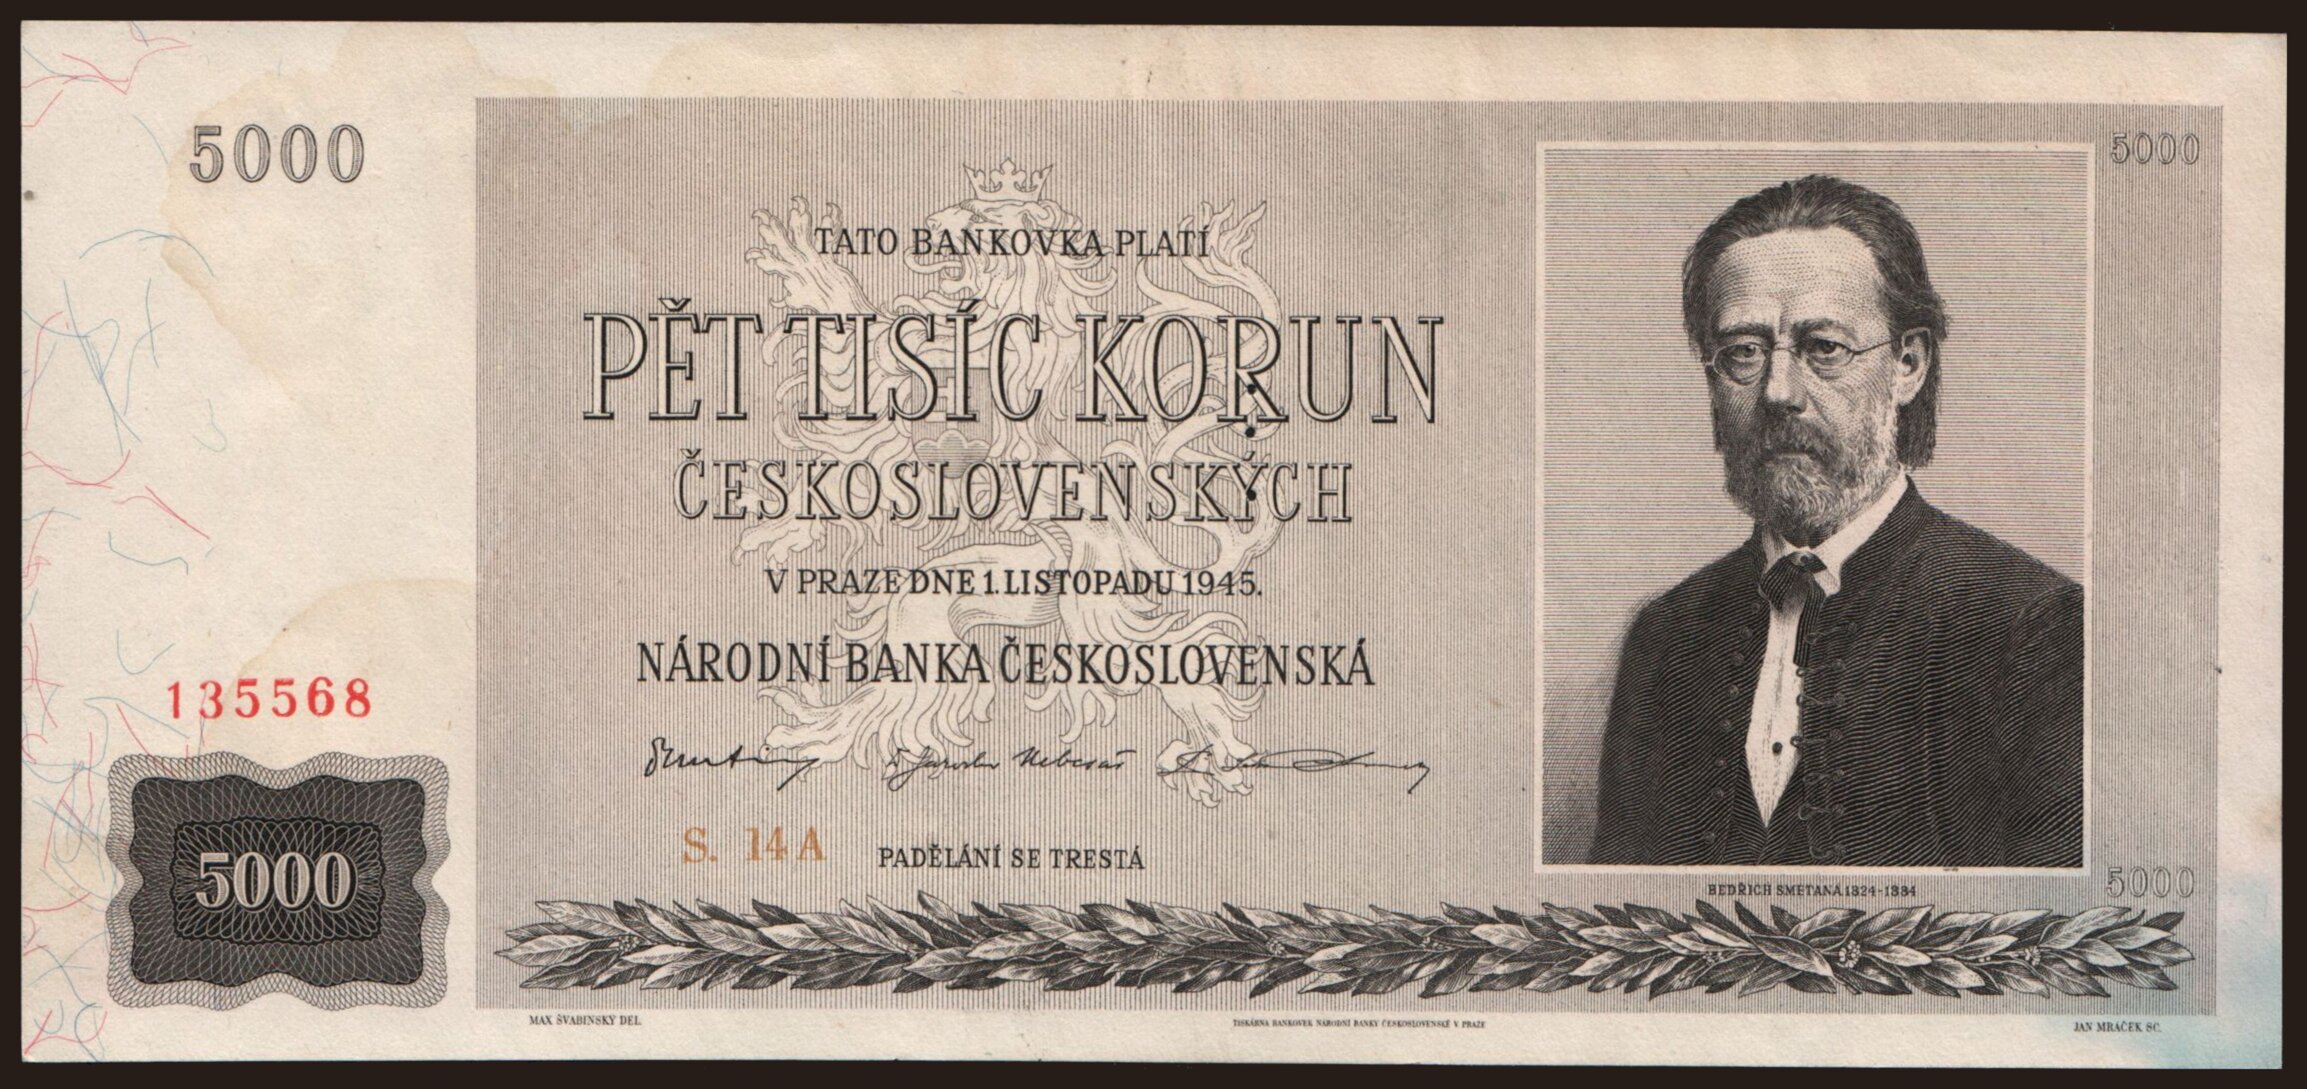 5000
5000
TATO BANKOVKA PLATÍ
PĚT TISÍC KORUN
ČESKOSLOVENSKÝCH
V PRAZE DNE 1. LISTOPADU 1945.
NÁRODNÍ BANKA ČESKOSLOVENSKÁ
135568
S. 14 A
PADĚLÁNÍ SE TRESTÁ
5000
BEDŘICH SMETANA 1824-1884
5000
MAX ŠVABINSKÝ DEL.
TISKÁRNA BANKOVEK NÁRODNÍ BANKY ČESKOSLOVENSKÉ V PRAZE
JAN MRÁČEK SC.